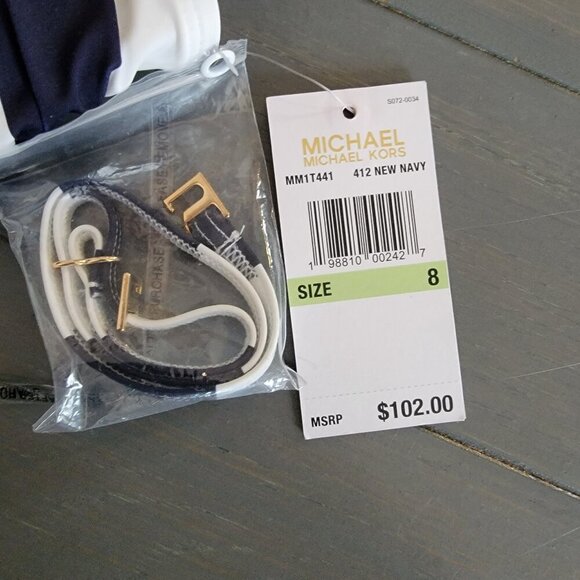 S072-0034
MICHAEL
MICHAEL KORS
MM1T441 412 NEW NAVY
1 98810 00242 7
SIZE 8
MSRP $102.00